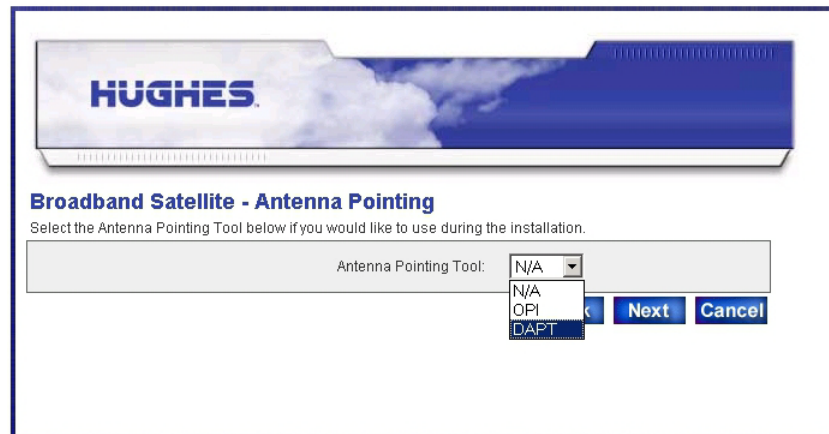 HUGHES.
Broadband Satellite - Antenna Pointing
Select the Antenna Pointing Tool below if you would like to use during the installation.
Antenna Pointing Tool: N/A
N/A
OPI
DAPT
Next Cancel